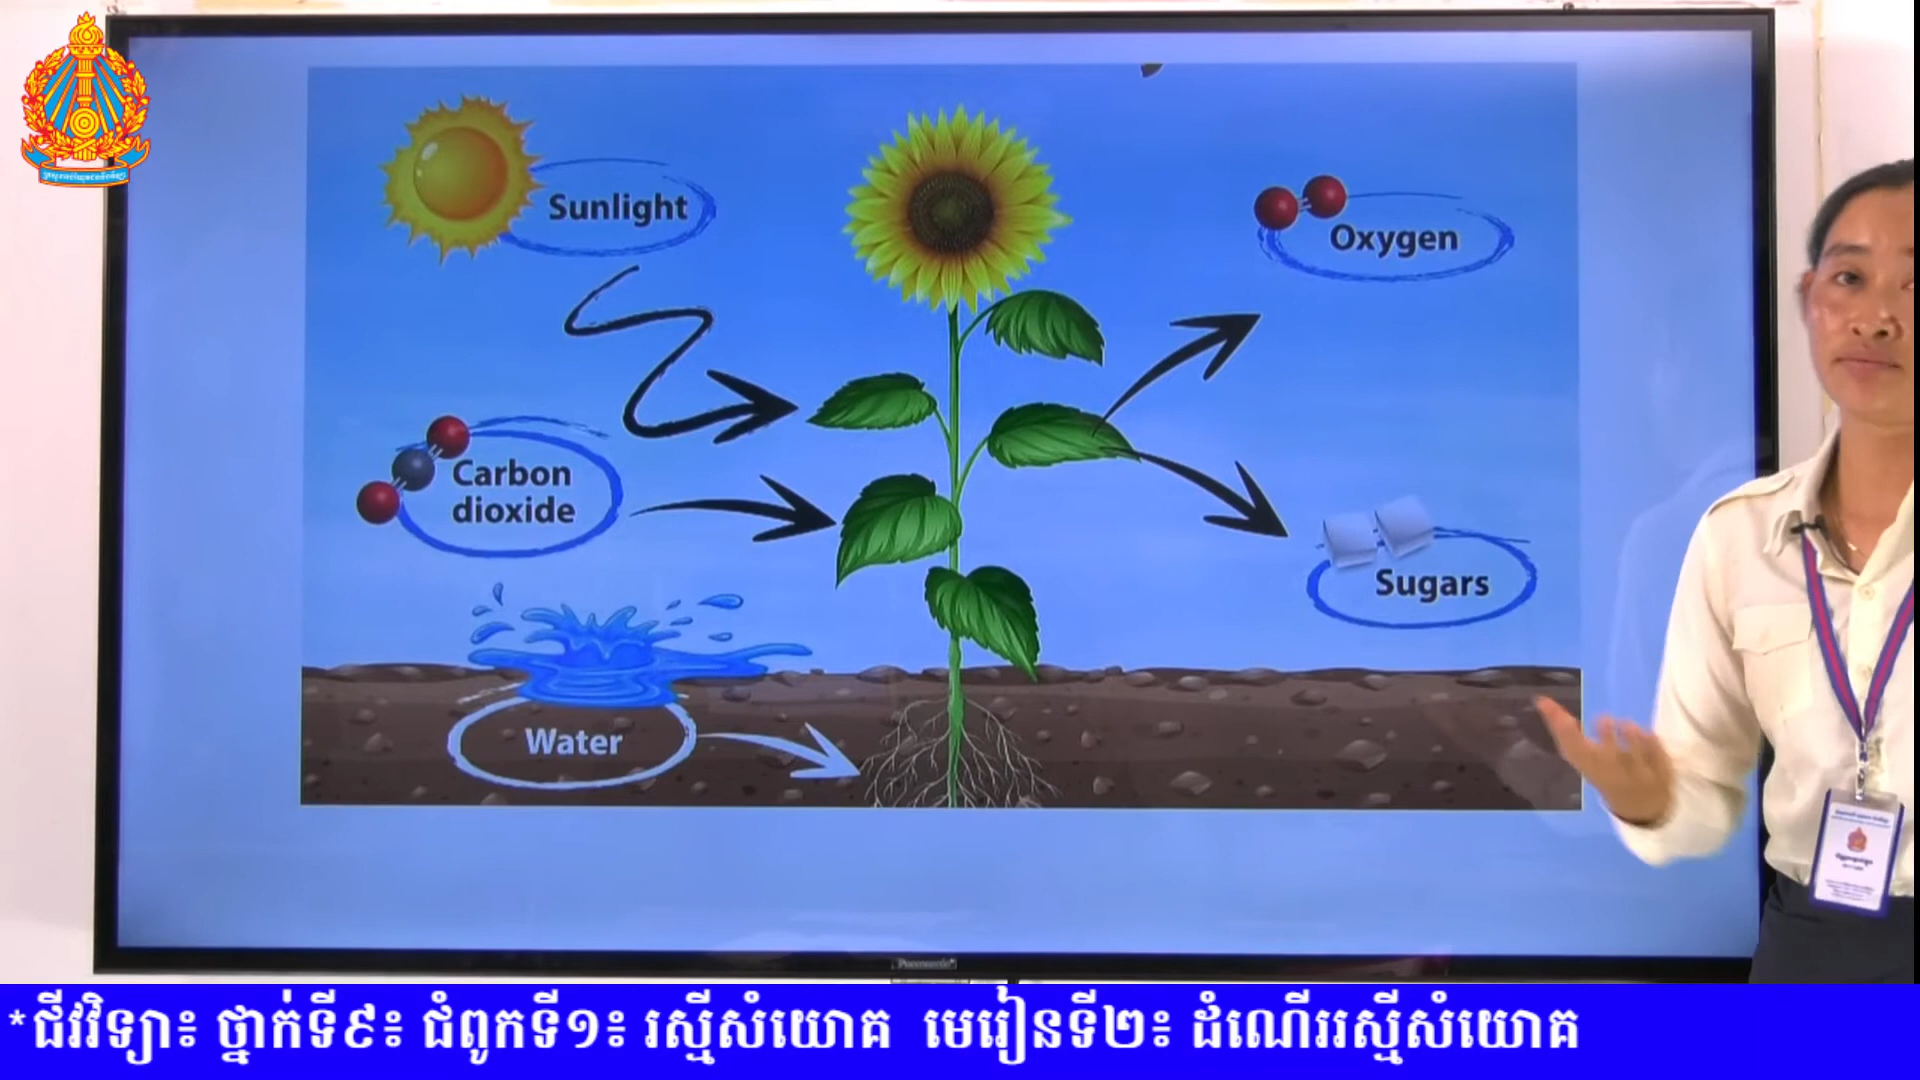 Sunlight
Oxygen
Carbon
dioxide
Sugars
Water
*ជីវវិទ្យា៖ ថ្នាក់ទី៩៖ ជំពូកទី១៖ រស្មីសំយោគ មេរៀនទី២៖ ដំណើររស្មីសំយោគ